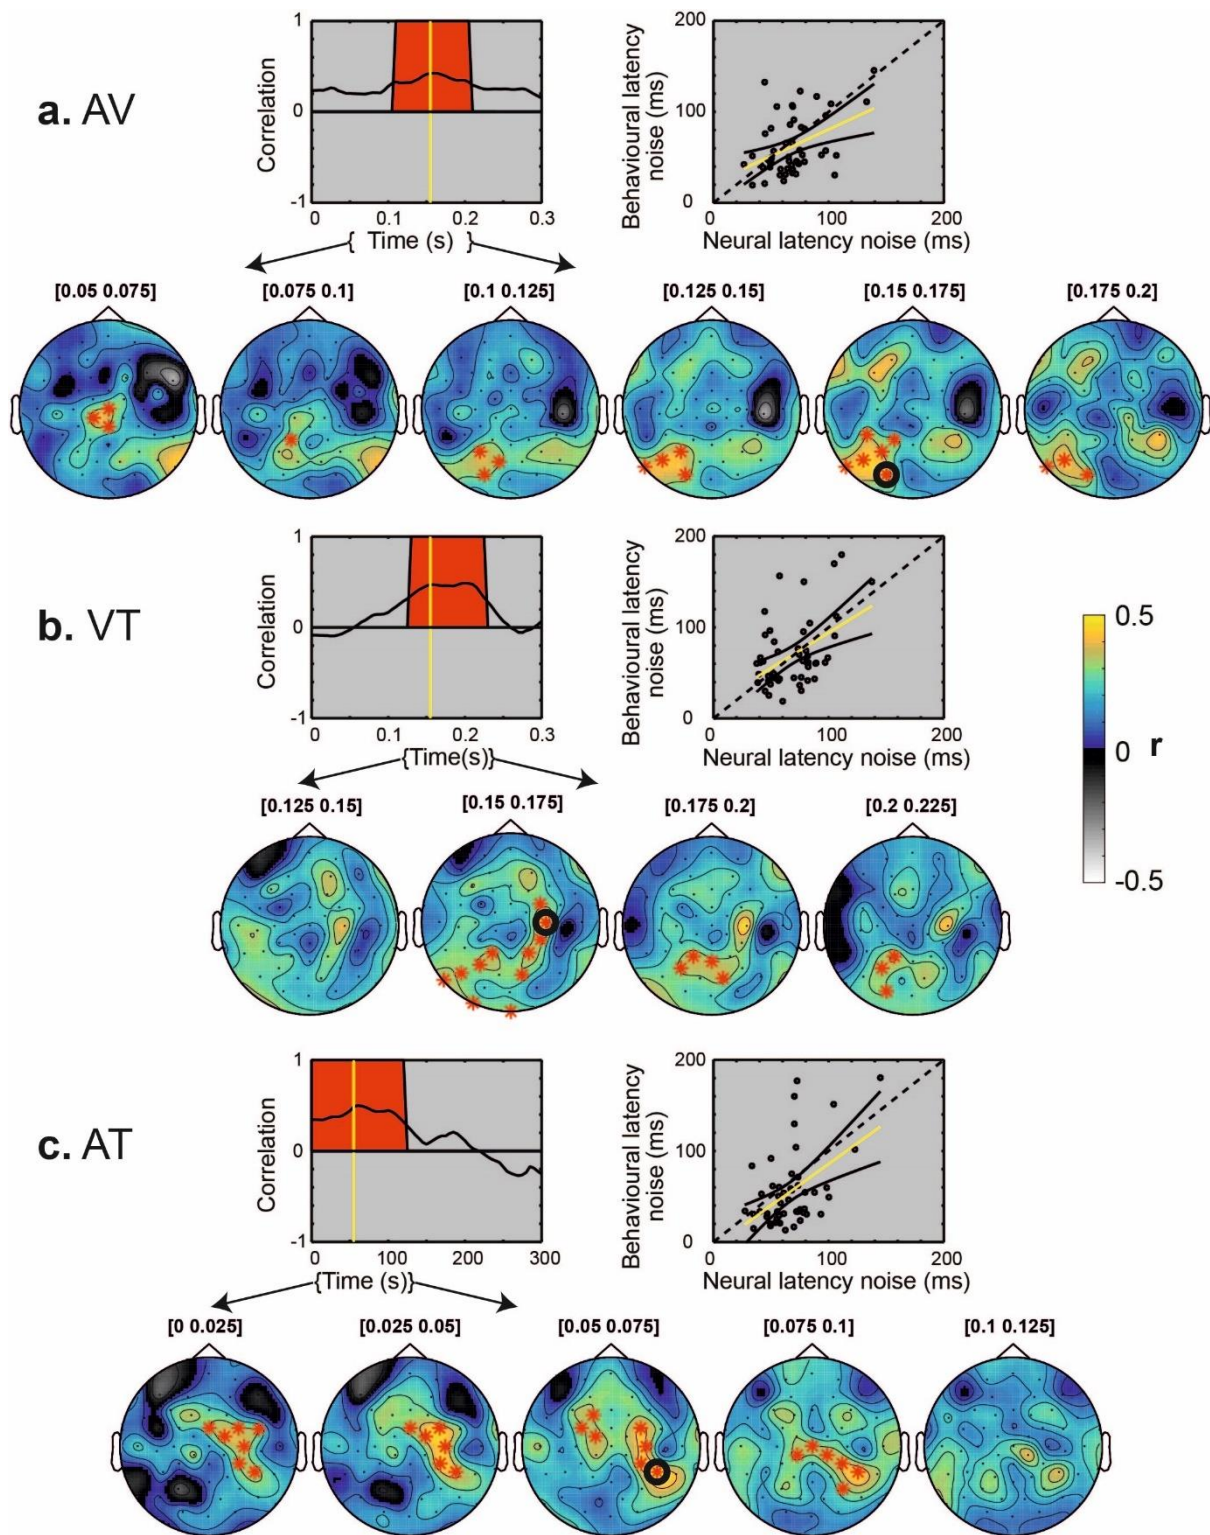 a. AV
Correlation
1
0
-1
0 0.1 0.2 0.3
{ Time (s) }
Behavioural latency
noise (ms)
200
100
0
0 100 200
Neural latency noise (ms)
[0.05 0.075] [0.075 0.1] [0.1 0.125] [0.125 0.15] [0.15 0.175] [0.175 0.2]
b. VT
Correlation
1
0
-1
0 0.1 0.2 0.3
{Time(s)}
Behavioural latency
noise (ms)
200
100
0
0 100 200
Neural latency noise (ms)
0.5
0 r
-0.5
[0.125 0.15] [0.15 0.175] [0.175 0.2] [0.2 0.225]
c. AT
Correlation
1
0
-1
0 100 200 300
{Time (s)}
Behavioural latency
noise (ms)
200
100
0
0 100 200
Neural latency noise (ms)
[0 0.025] [0.025 0.05] [0.05 0.075] [0.075 0.1] [0.1 0.125]